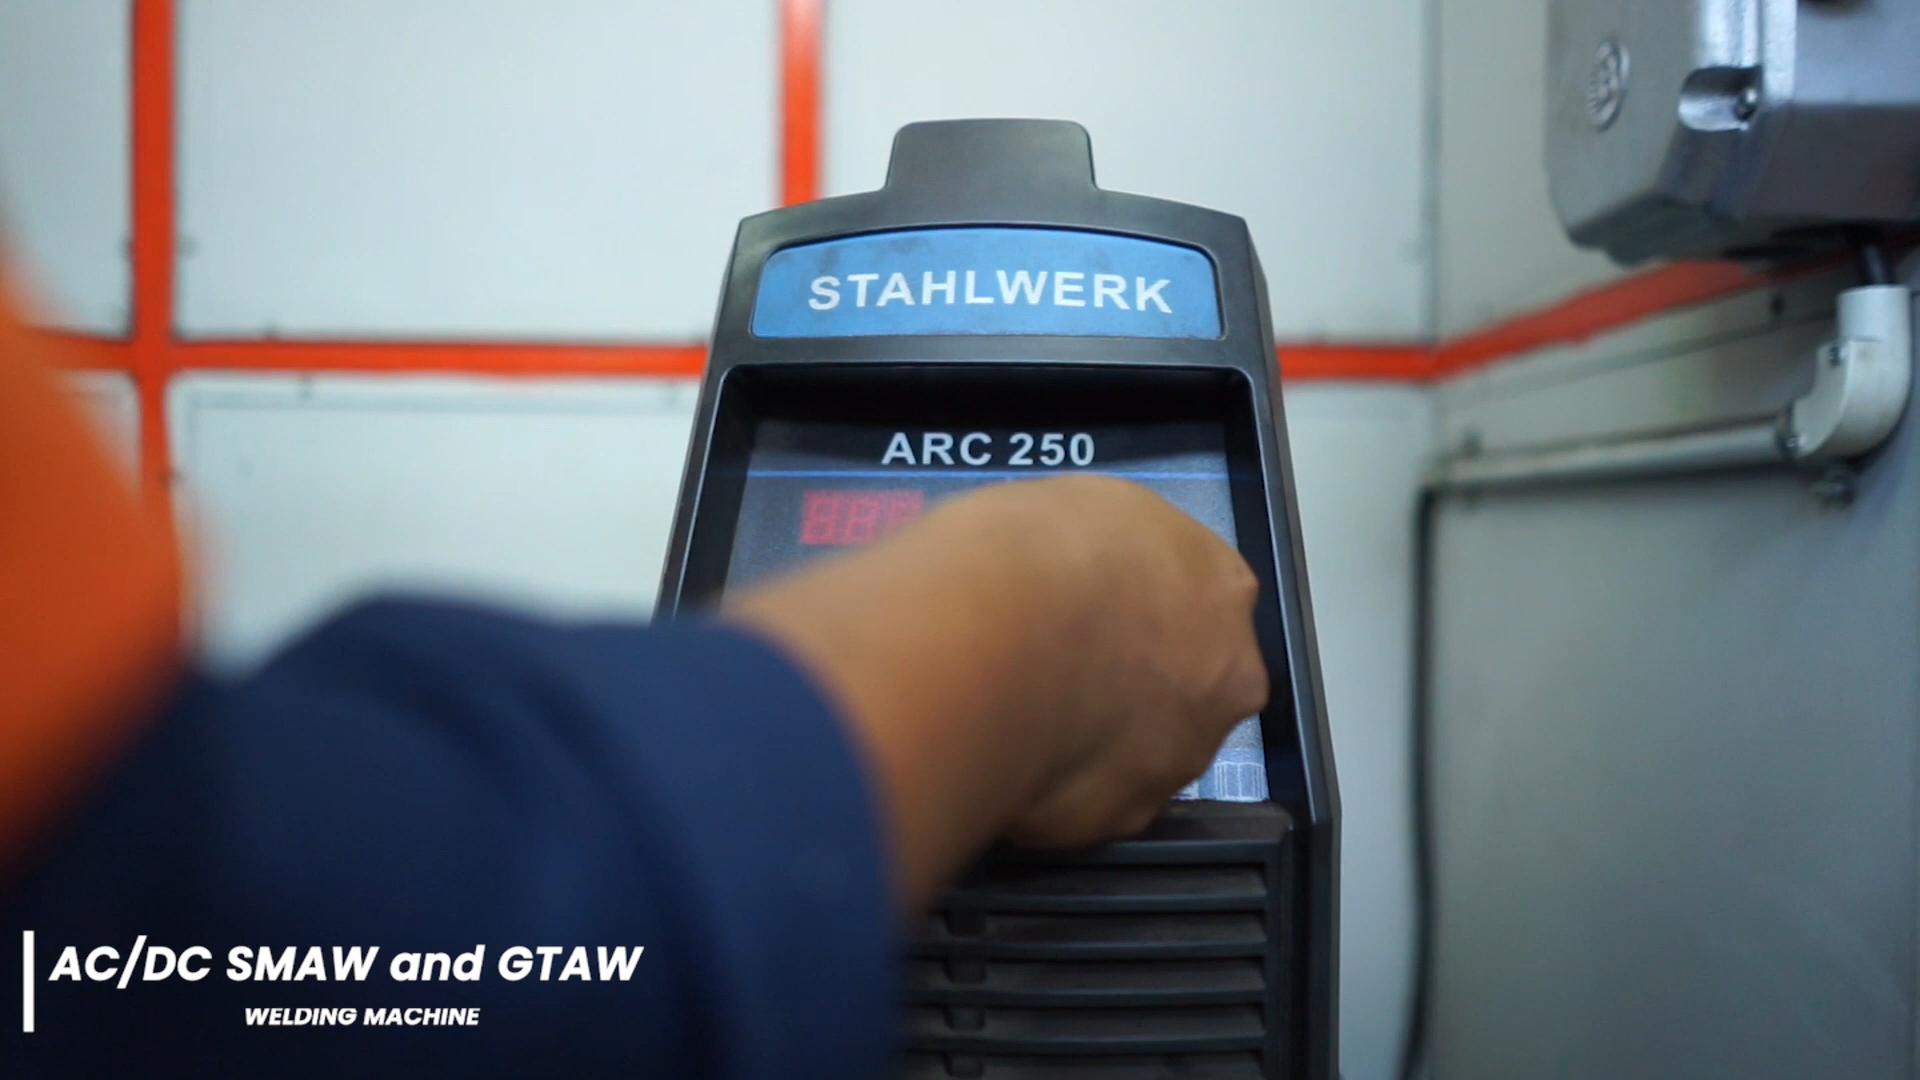 STAHLWERK
ARC 250
AC/DC SMAW and GTAW
WELDING MACHINE